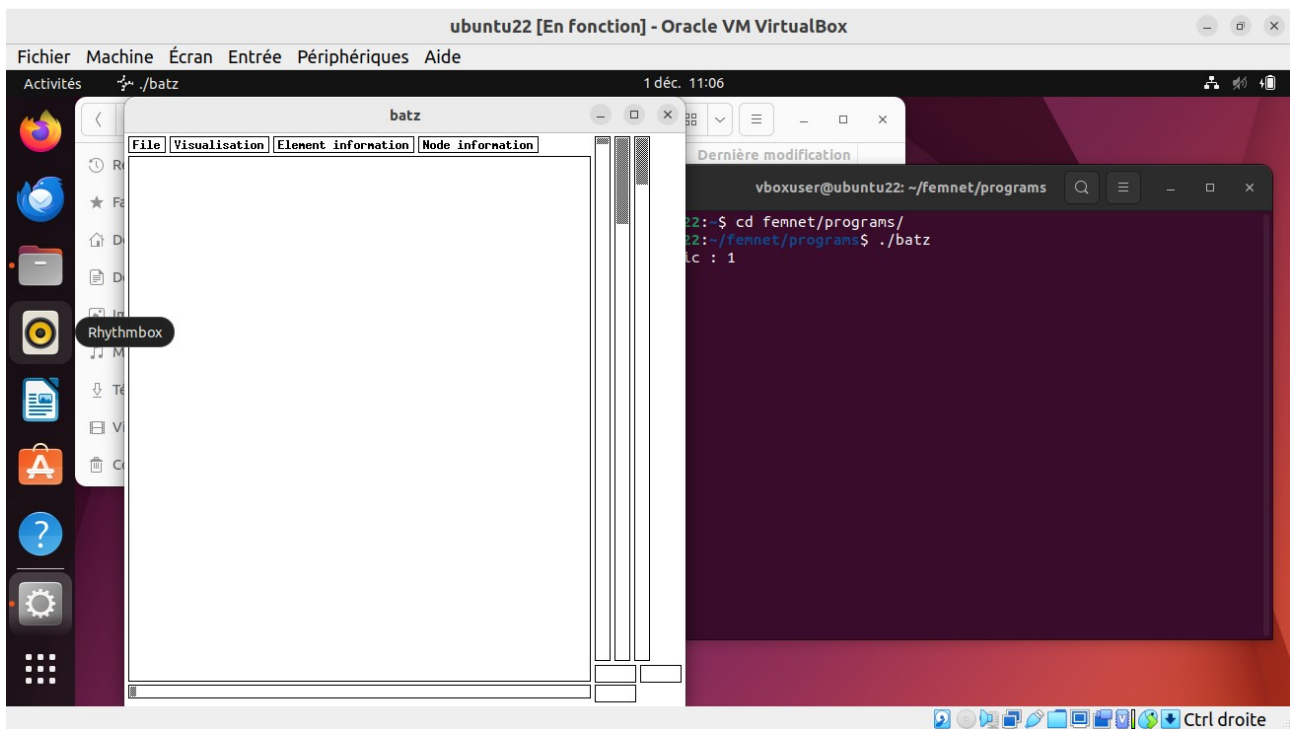 ubuntu22 [En fonction] - Oracle VM VirtualBox
Fichier Machine Écran Entrée Périphériques Aide
Activités ./batz 1 déc. 11:06
batz
File Visualisation Element information Node information
Dernière modification
vboxuser@ubuntu22: ~/femnet/programs
22:~$ cd femnet/programs/
22:~/femnet/programs$ ./batz
ic : 1
Rhythmbox
Ctrl droite